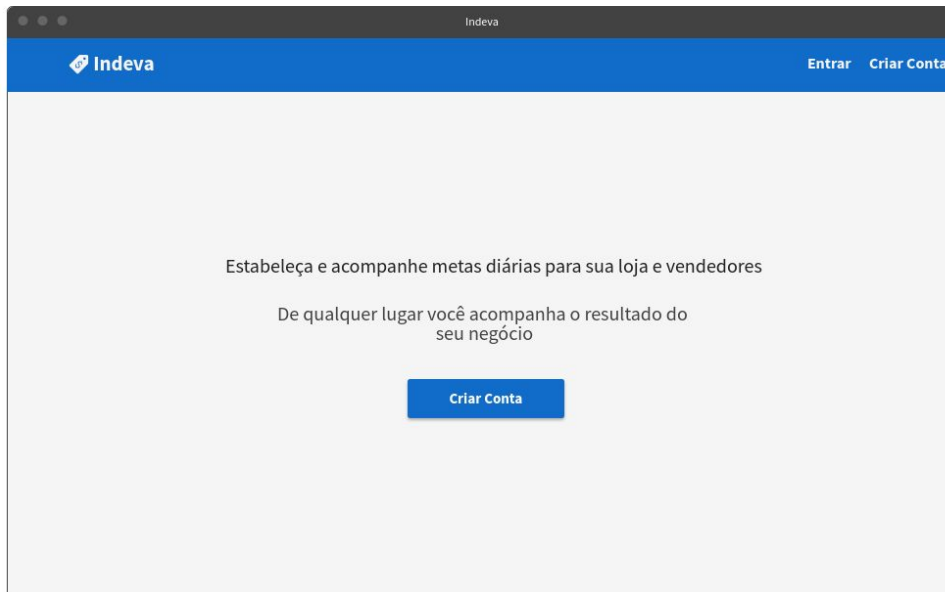 Indeva
Indeva
Entrar
Criar Conta
Estabeleça e acompanhe metas diárias para sua loja e vendedores
De qualquer lugar você acompanha o resultado do
seu negócio
Criar Conta